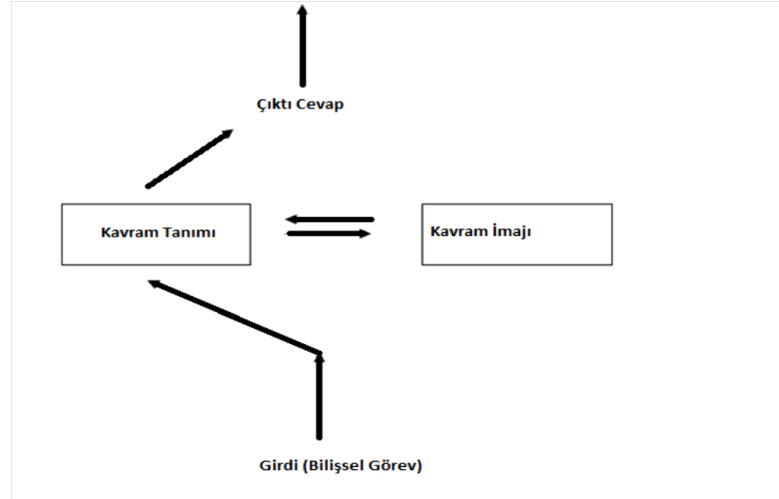 Çıktı Cevap
Kavram Tanımı
Kavram İmajı
Girdi (Bilişsel Görev)